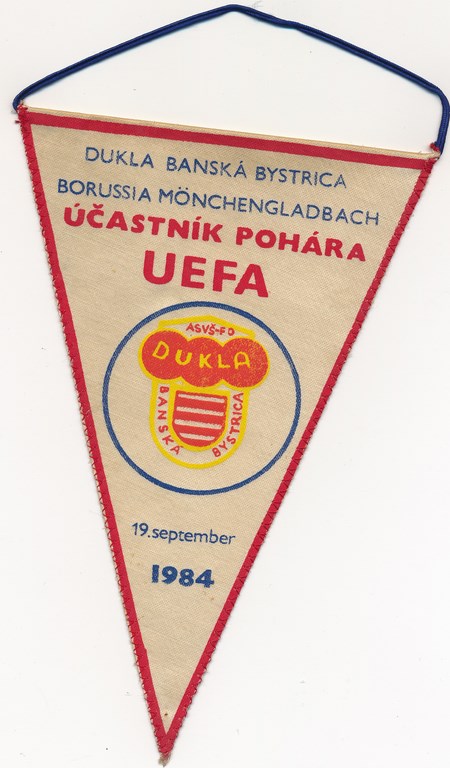 DUKLA BANSKÁ BYSTRICA
BORUSSIA MÖNCHENGLADBACH
ÚČASTNÍK POHÁRA
UEFA
ASVŠ-FO
DUKLA
BANSKÁ BYSTRICA
19.september
1984